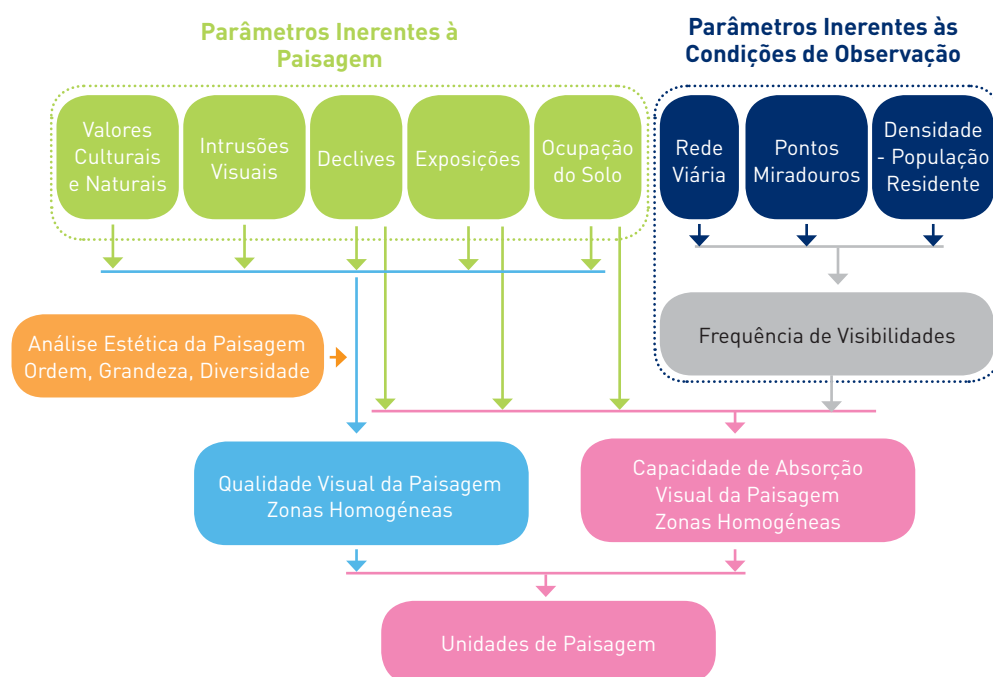 Parâmetros Inerentes à
Paisagem
Parâmetros Inerentes às
Condições de Observação
Valores
Culturais
e Naturais
Intrusões
Visuais
Declives
Exposições
Ocupação
do Solo
Rede
Viária
Pontos
Miradouros
Densidade
- População
Residente
Análise Estética da Paisagem
Ordem, Grandeza, Diversidade
Frequência de Visibilidades
Qualidade Visual da Paisagem
Zonas Homogéneas
Capacidade de Absorção
Visual da Paisagem
Zonas Homogéneas
Unidades de Paisagem